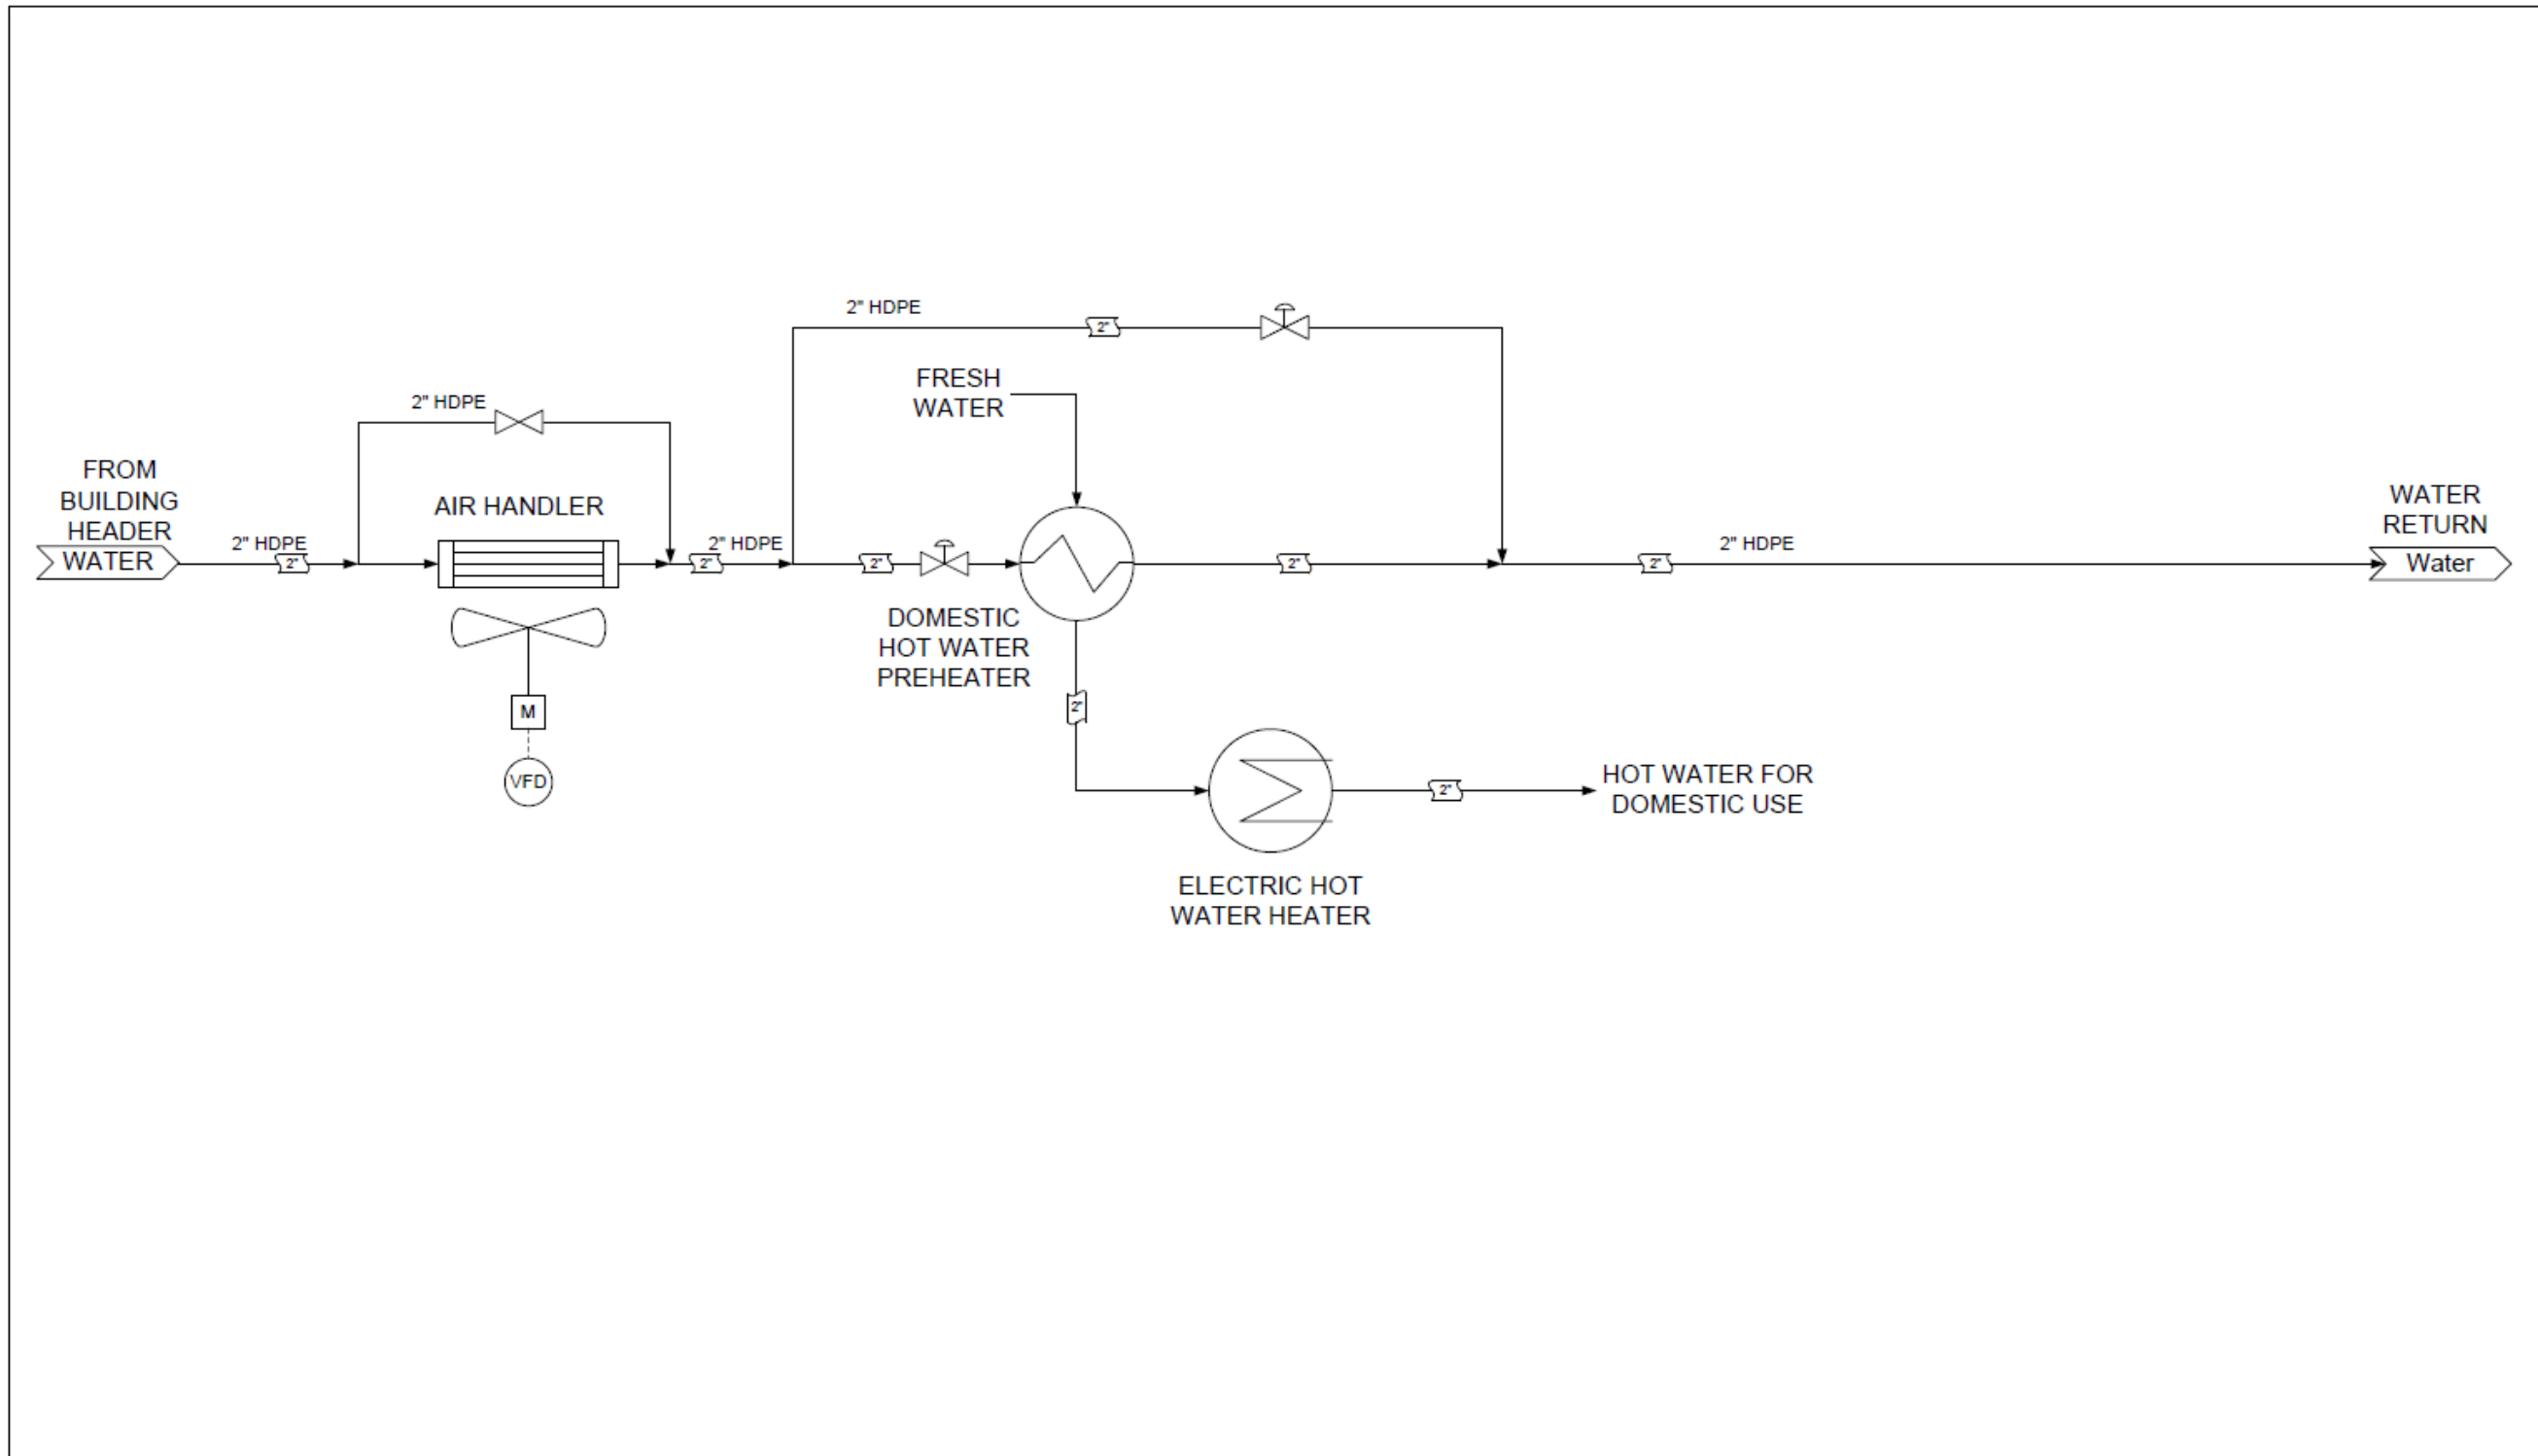 2" HDPE
2"
FRESH
WATER
2" HDPE
FROM
BUILDING
HEADER
WATER
2" HDPE
2"
AIR HANDLER
2" HDPE
2"
2"
2"
2"
2" HDPE
WATER
RETURN
Water
DOMESTIC
HOT WATER
PREHEATER
M
VFD
2"
2"
HOT WATER FOR
DOMESTIC USE
ELECTRIC HOT
WATER HEATER